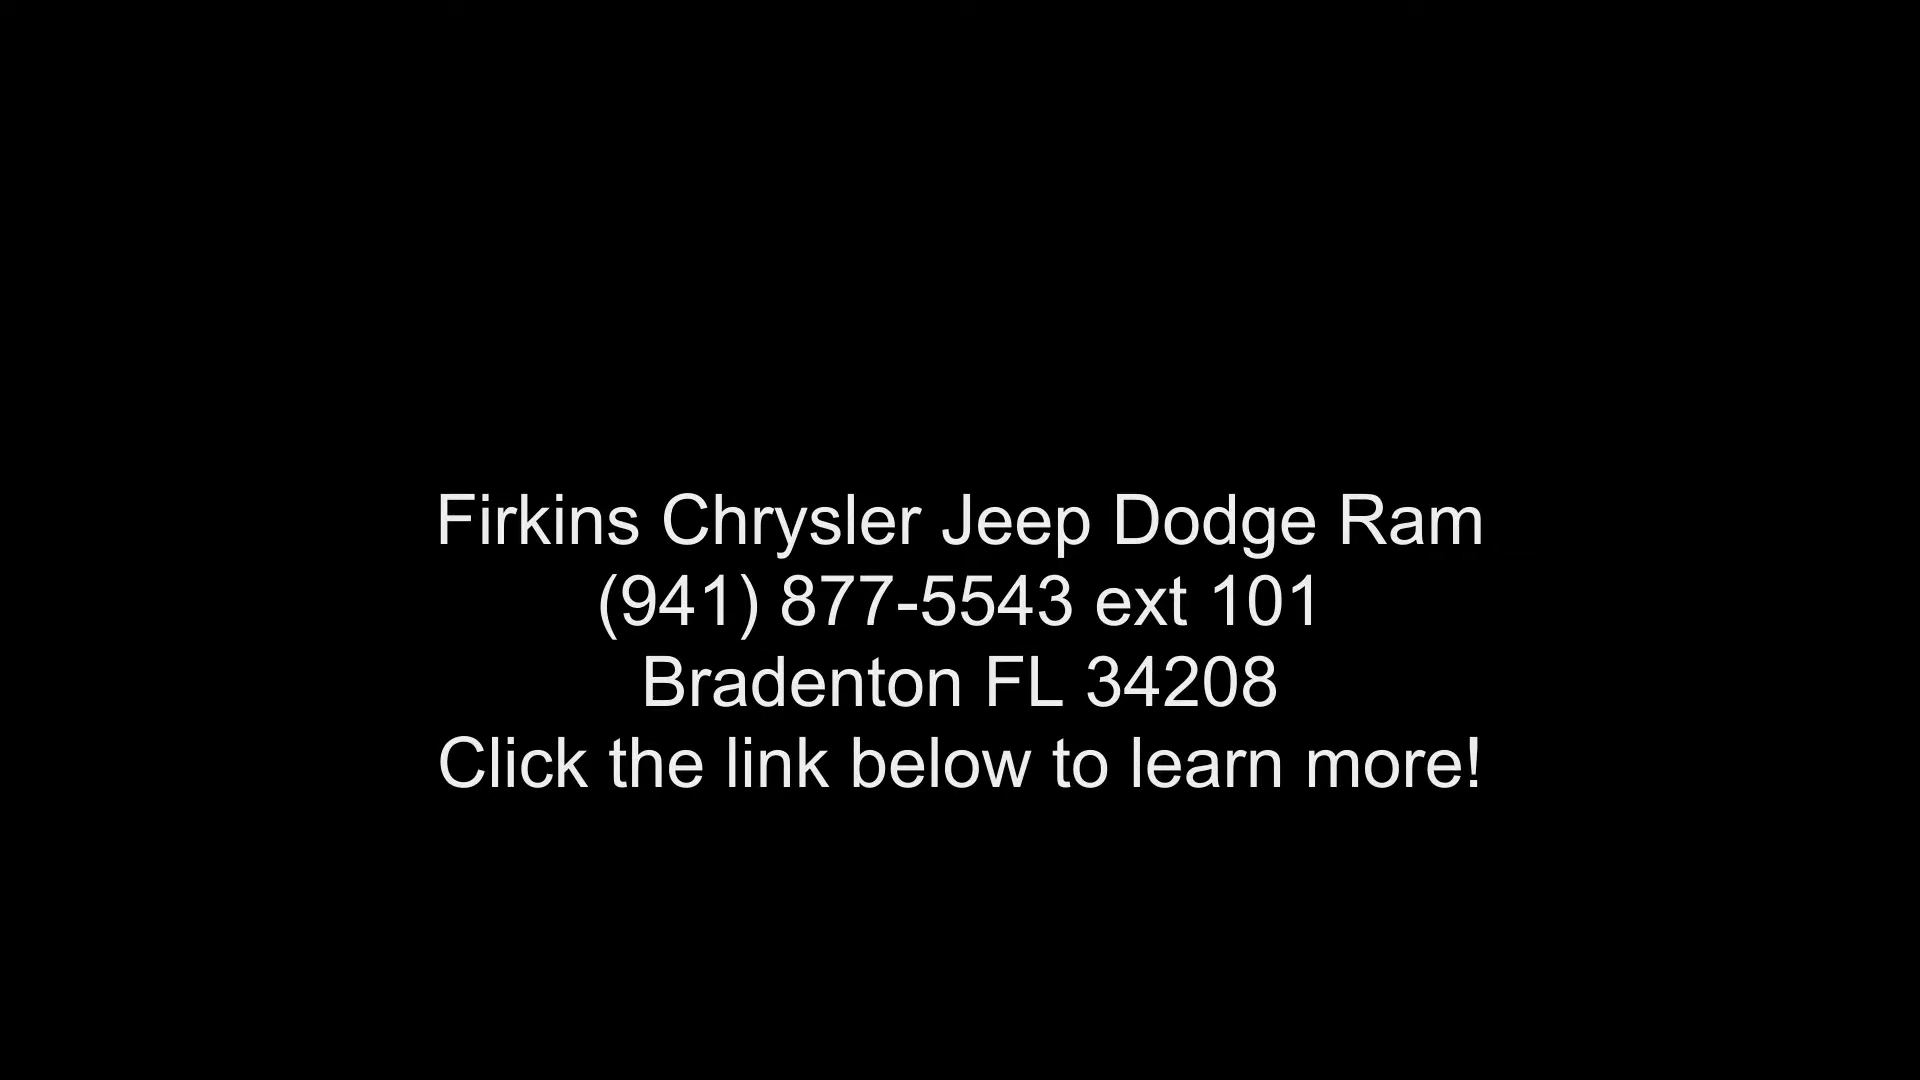 Firkins Chrysler Jeep Dodge Ram
(941) 877-5543 ext 101
Bradenton FL 34208
Click the link below to learn more!